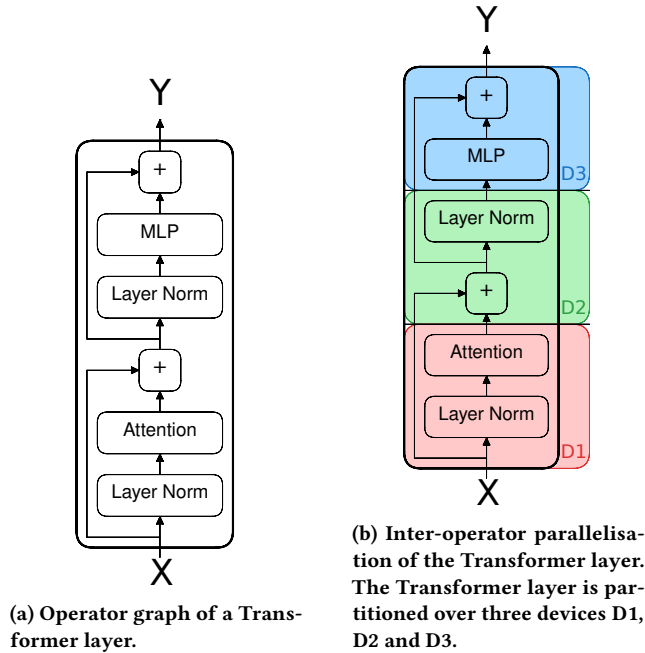 Y
+
MLP
Layer Norm
+
Attention
Layer Norm
X
(a) Operator graph of a Trans-
former layer.
Y
+
MLP
D3
Layer Norm
+
D2
Attention
Layer Norm
D1
X
(b) Inter-operator parallelisa-
tion of the Transformer layer.
The Transformer layer is par-
titioned over three devices D1,
D2 and D3.